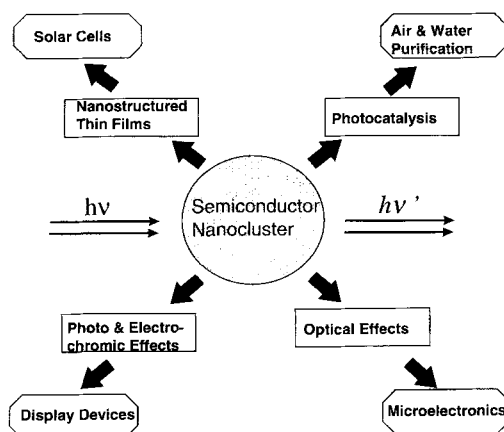 Solar Cells
Air & Water
Purification
Nanostructured
Thin Films
Photocatalysis
hν
Semiconductor
Nanocluster
hν'
Photo & Electro-
chromic Effects
Optical Effects
Display Devices
Microelectronics